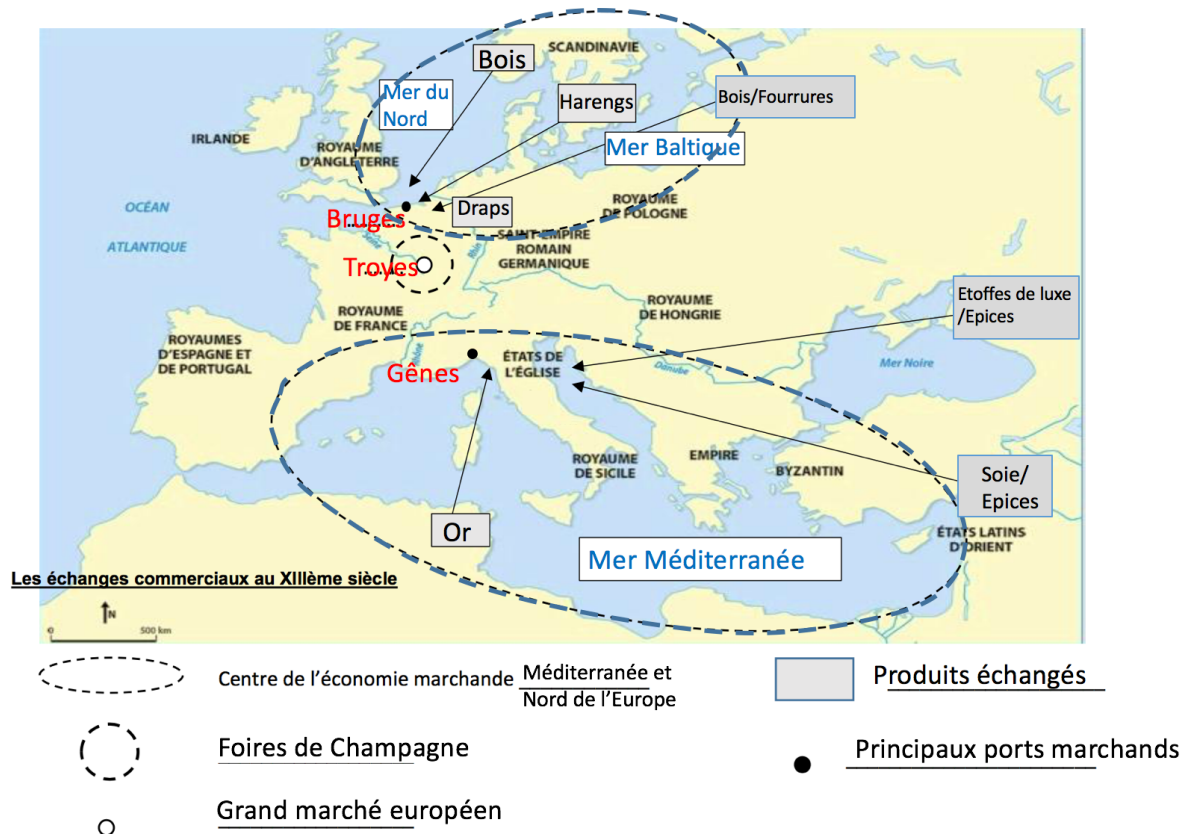 Bois
SCANDINAVIE
Mer du
Nord
Harengs
Bois/Fourrures
IRLANDE
ROYAUME
D'ANGLETERRE
Mer Baltique
OCÉAN
ATLANTIQUE
Bruges
Draps
ROYAUME
DE POLOGNE
Seine
Rhin
SAINT-EMPIRE
ROMAIN
GERMANIQUE
Troyes
Etoffes de luxe
/Epices
ROYAUME
DE FRANCE
ROYAUME
DE HONGRIE
ROYAUMES
D'ESPAGNE ET
DE PORTUGAL
Rhône
Gênes
ÉTATS DE
L'ÉGLISE
Danube
Mer Noire
ROYAUME
DE SICILE
EMPIRE
BYZANTIN
Soie/
Epices
Or
Mer Méditerranée
ÉTATS LATINS
D'ORIENT
Les échanges commerciaux au XIIIème siècle
N
0
500 km
Centre de l'économie marchande Méditerranée et
Nord de l'Europe
Produits échangés
Foires de Champagne
Principaux ports marchands
Grand marché européen